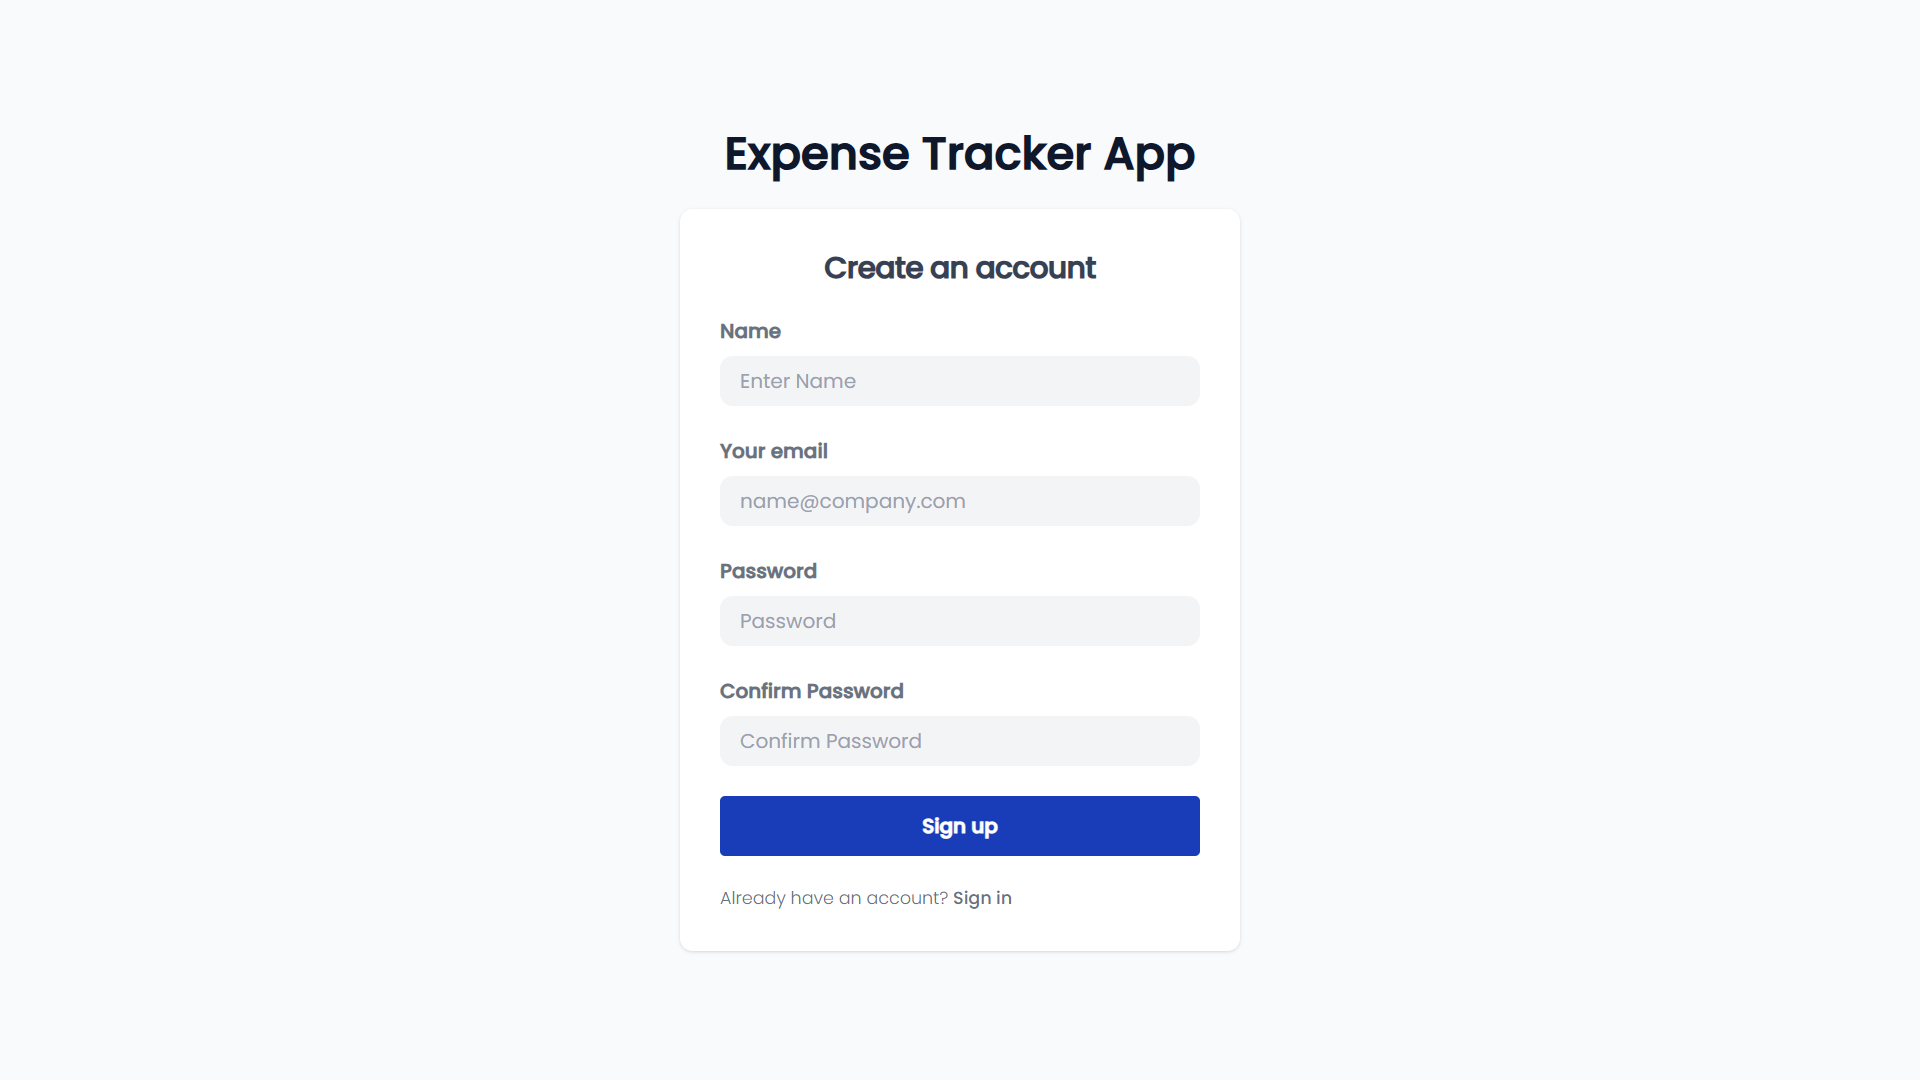 Expense Tracker App
Create an account
Name
Enter Name
Your email
name@company.com
Password
Password
Confirm Password
Confirm Password
Sign up
Already have an account? Sign in